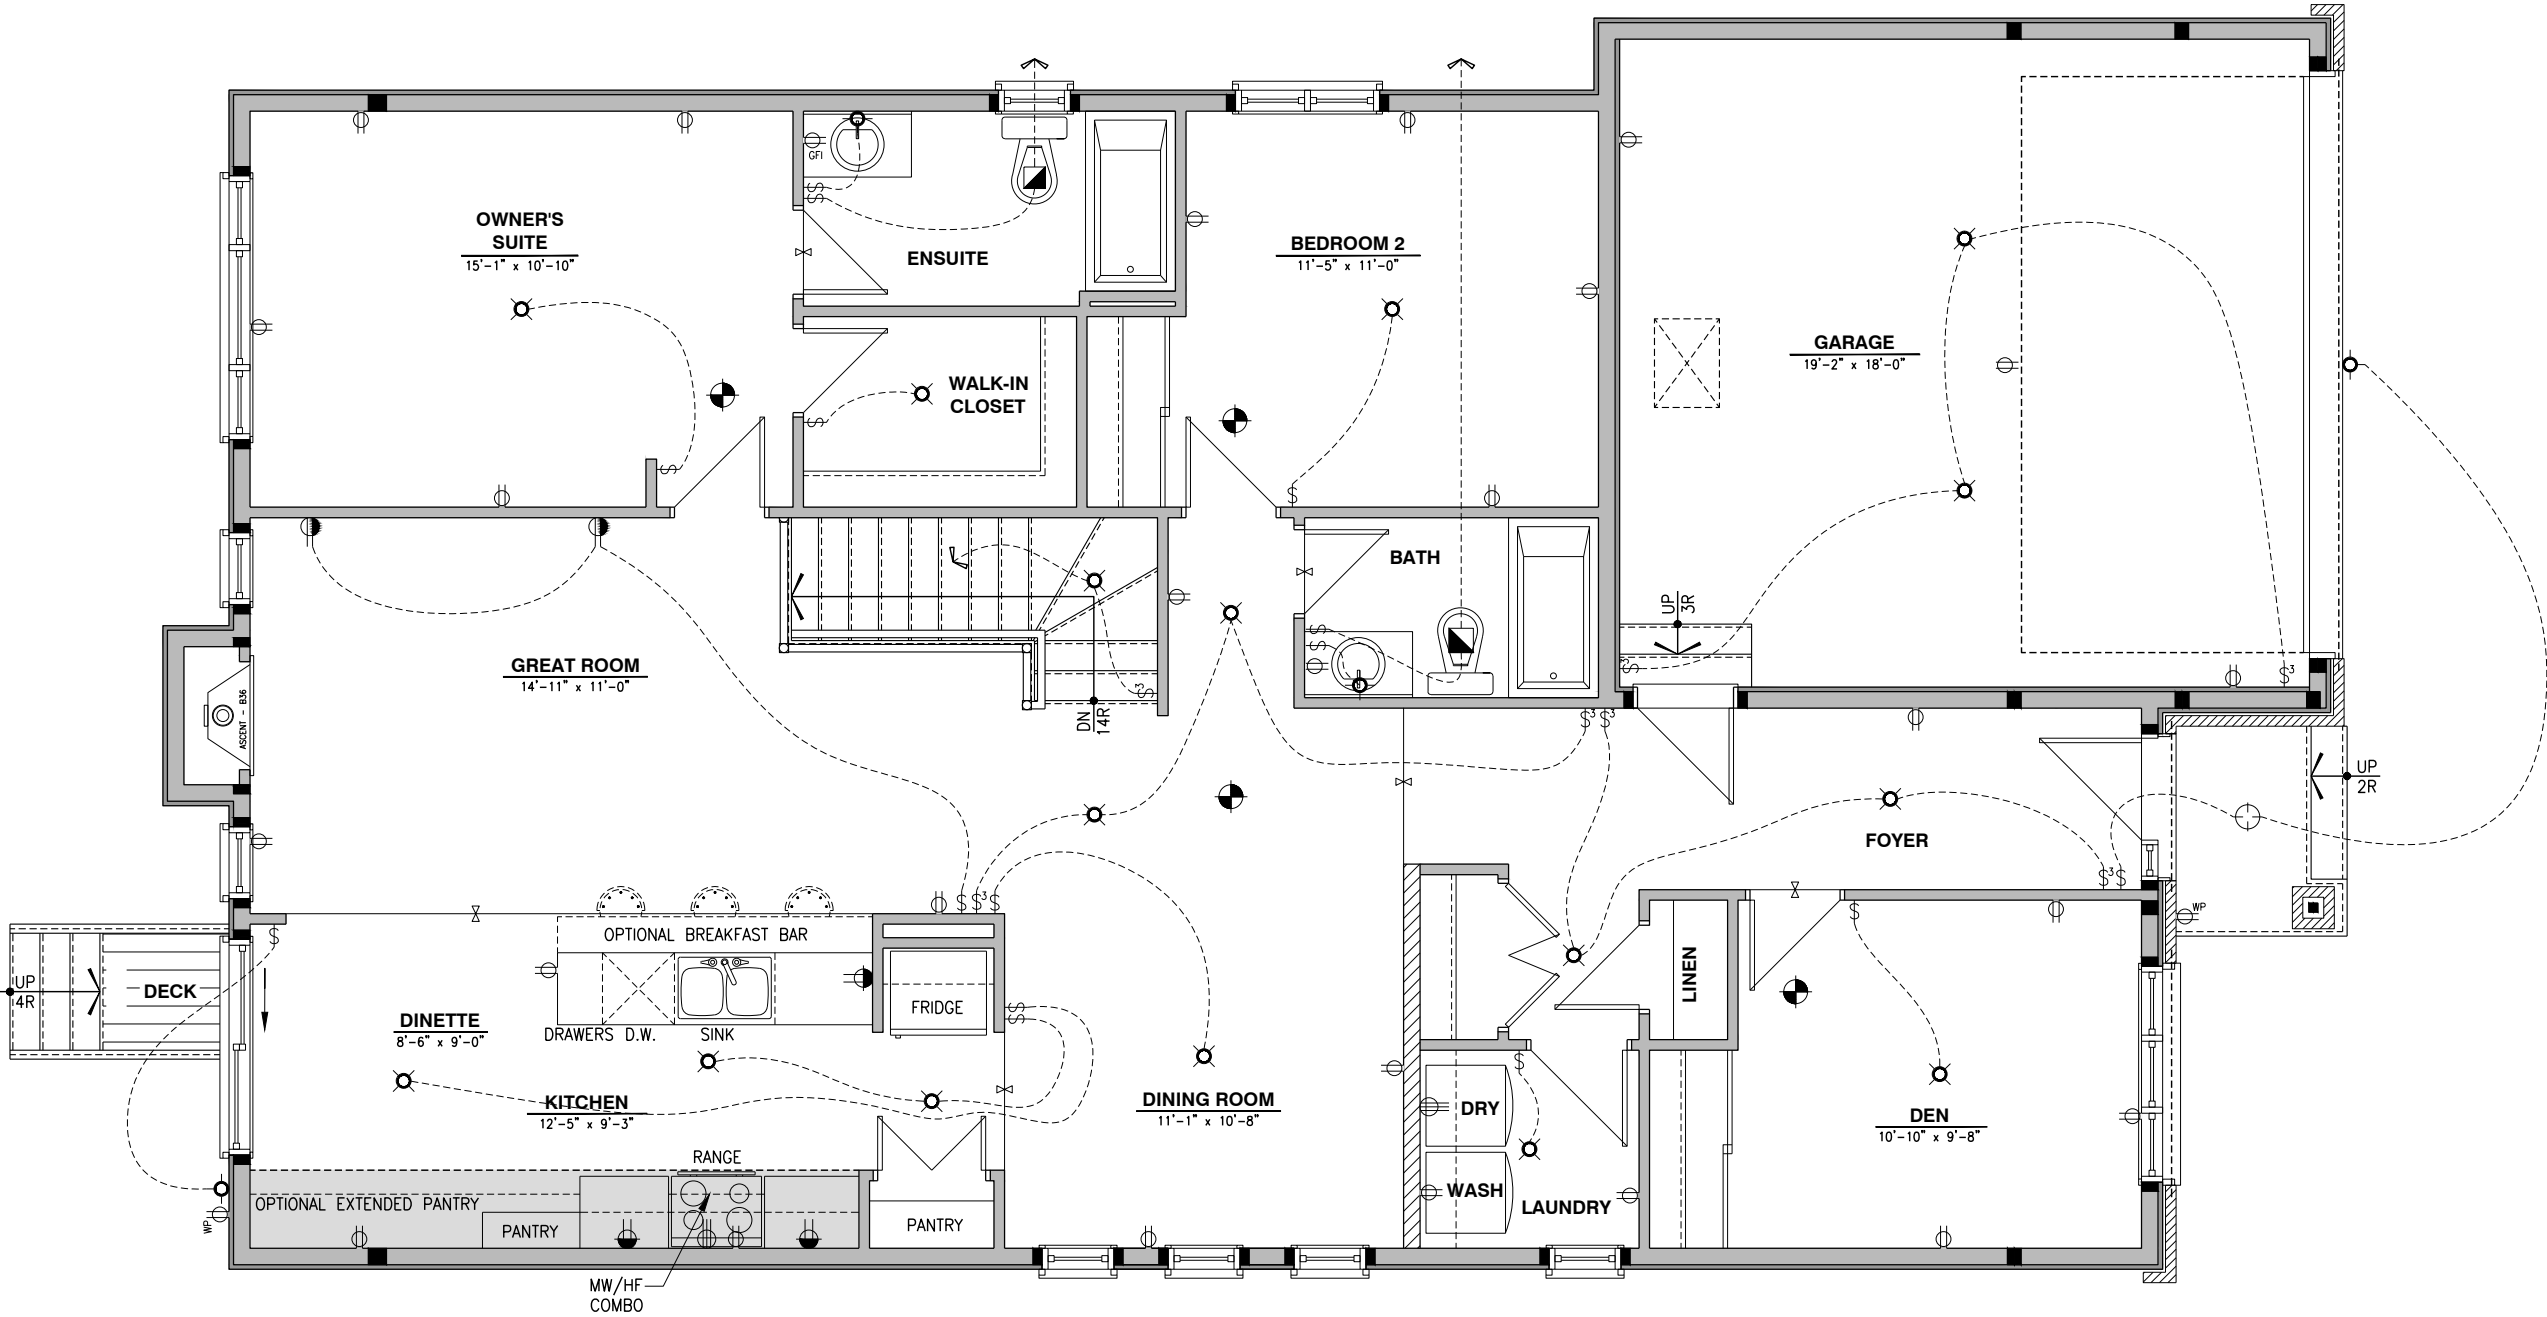 OWNER'S
SUITE
15'-1" x 10'-10"
GFI
ENSUITE
BEDROOM 2
11'-5" x 11'-0"
GARAGE
19'-2" x 18'-0"
WALK-IN
CLOSET
BATH
UP
3R
GREAT ROOM
14'-11" x 11'-0"
ASCENT - B36
DN
14R
UP
2R
FOYER
WP
OPTIONAL BREAKFAST BAR
UP
4R
DECK
FRIDGE
LINEN
DINETTE
8'-6" x 9'-0"
DRAWERS D.W.
SINK
KITCHEN
12'-5" x 9'-3"
DINING ROOM
11'-1" x 10'-8"
DRY
DEN
10'-10" x 9'-8"
RANGE
WASH
LAUNDRY
OPTIONAL EXTENDED PANTRY
PANTRY
PANTRY
WP
MW/HF
COMBO